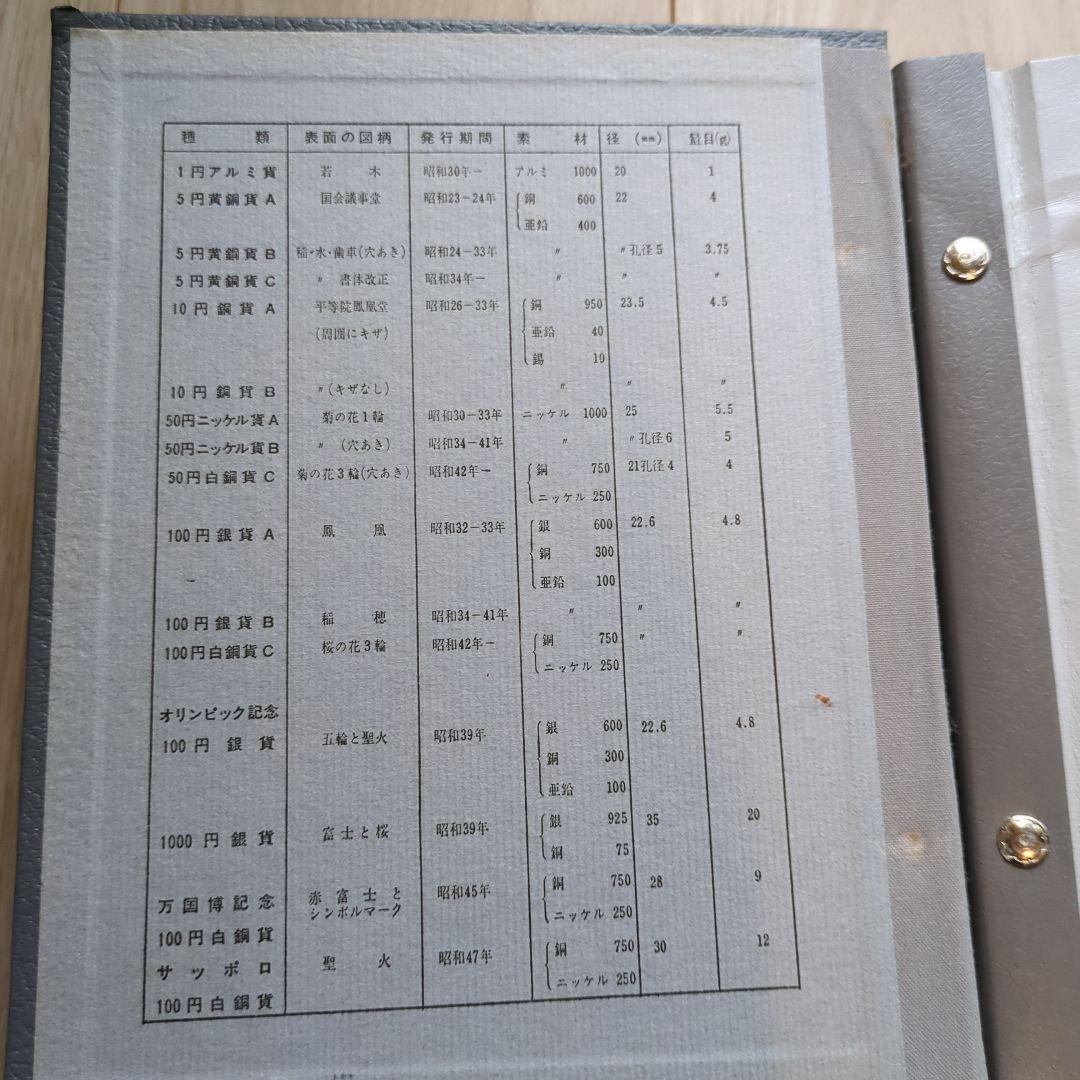 種類 表面の図柄 発行期間 素材 径(mm) 量目(g)
1円アルミ貨 若木 昭和30年− アルミ 1000 20 1
5円黄銅貨A 国会議事堂 昭和23−24年 銅 600 22 4
亜鉛 400
5円黄銅貨B 稲・水・歯車(穴あき) 昭和24−33年 〃 〃孔径5 3.75
5円黄銅貨C 〃 書体改正 昭和34年− 〃 〃 〃
10円銅貨A 平等院鳳凰堂 昭和26−33年 銅 950 23.5 4.5
(周囲にキザ) 亜鉛 40
錫 10
10円銅貨B 〃(キザなし) 〃 〃 〃
50円ニッケル貨A 菊の花1輪 昭和30−33年 ニッケル 1000 25 5.5
50円ニッケル貨B 〃 (穴あき) 昭和34−41年 〃 〃孔径6 5
50円白銅貨C 菊の花3輪(穴あき) 昭和42年− 銅 750 21孔径4 4
ニッケル 250
100円銀貨A 鳳凰 昭和32−33年 銀 600 22.6 4.8
銅 300
亜鉛 100
100円銀貨B 稲穂 昭和34−41年 〃 〃 〃
100円白銅貨C 桜の花3輪 昭和42年− 銅 750 〃 〃
ニッケル 250
オリンピック記念
100円銀貨 五輪と聖火 昭和39年 銀 600 22.6 4.8
銅 300
亜鉛 100
1000円銀貨 富士と桜 昭和39年 銀 925 35 20
銅 75
万国博記念 赤富士と 昭和45年 銅 750 28 9
シンボルマーク ニッケル 250
100円白銅貨
サッポロ 聖火 昭和47年 銅 750 30 12
100円白銅貨 ニッケル 250